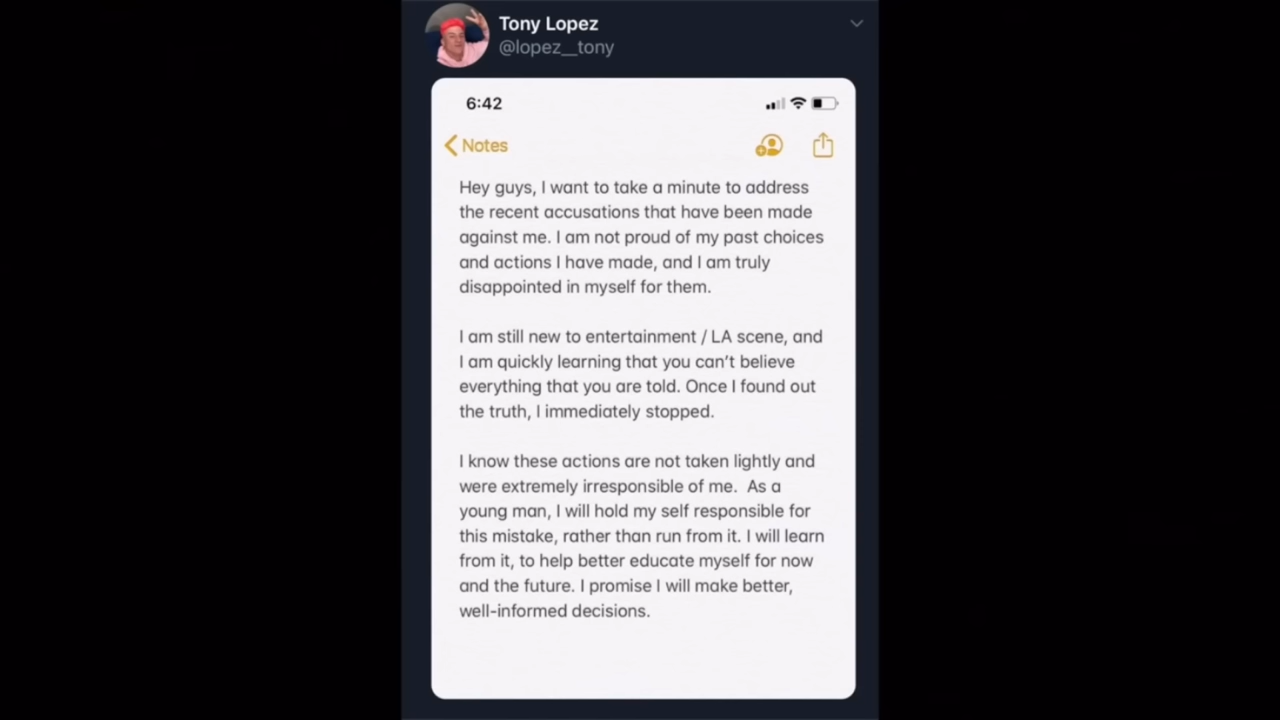 Tony Lopez
@lopez__tony
6:42
Notes
Hey guys, I want to take a minute to address
the recent accusations that have been made
against me. I am not proud of my past choices
and actions I have made, and I am truly
disappointed in myself for them.
I am still new to entertainment / LA scene, and
I am quickly learning that you can't believe
everything that you are told. Once I found out
the truth, I immediately stopped.
I know these actions are not taken lightly and
were extremely irresponsible of me.  As a
young man, I will hold my self responsible for
this mistake, rather than run from it. I will learn
from it, to help better educate myself for now
and the future. I promise I will make better,
well-informed decisions.